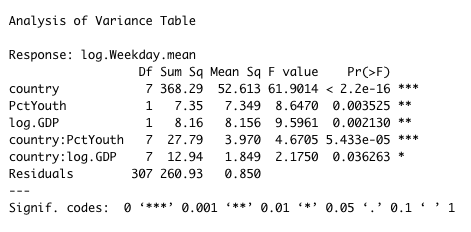 Analysis of Variance Table
Response: log.Weekday.mean
Df Sum Sq Mean Sq F value Pr(>F)
country 7 368.29 52.613 61.9014 < 2.2e-16 ***
PctYouth 1 7.35 7.349 8.6470 0.003525 **
log.GDP 1 8.16 8.156 9.5961 0.002130 **
country:PctYouth 7 27.79 3.970 4.6705 5.433e-05 ***
country:log.GDP 7 12.94 1.849 2.1750 0.036263 *
Residuals 307 260.93 0.850
---
Signif. codes: 0 ‘***’ 0.001 ‘**’ 0.01 ‘*’ 0.05 ‘.’ 0.1 ‘ ’ 1